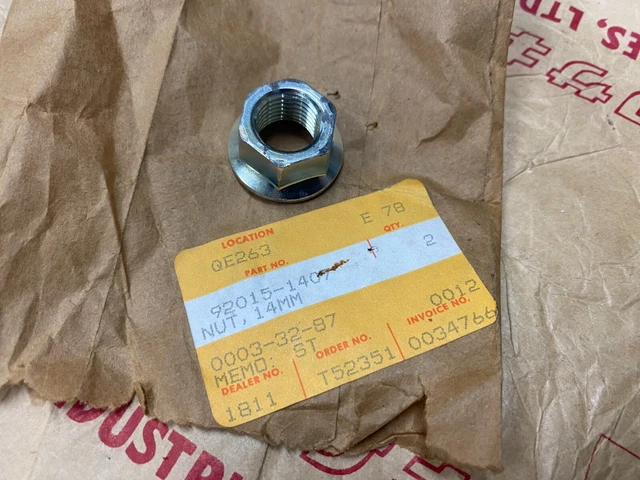 ES, LTD
LOCATION
E 78
QE263
QTY.
PART NO.
2
92015-1407
NUT, 14MM
0012
0003-32-87
INVOICE NO.
MEMO: ST
ORDER NO.
0034766
DEALER NO.
T52351
1811
DUSTRI